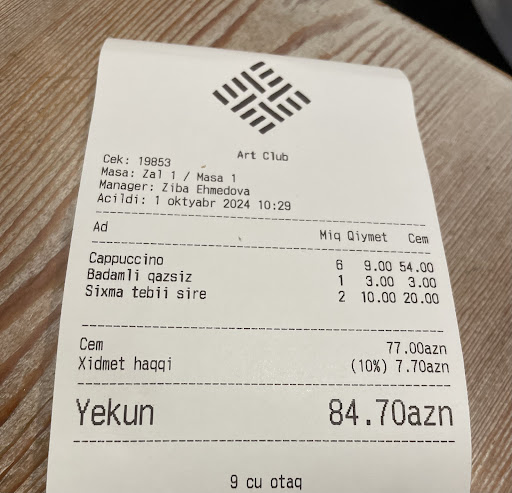 Art Club
Cek: 19853
Masa: Zal 1 / Masa 1
Manager: Ziba Ehmedova
Acildi: 1 oktyabr 2024 10:29
Ad Miq Qiymet Cem
Cappuccino 6 9.00 54.00
Badamli qazsiz 1 3.00 3.00
Sixma tebii sire 2 10.00 20.00
Cem 77.00azn
Xidmet haqqi (10%) 7.70azn
Yekun 84.70azn
9 cu otaq